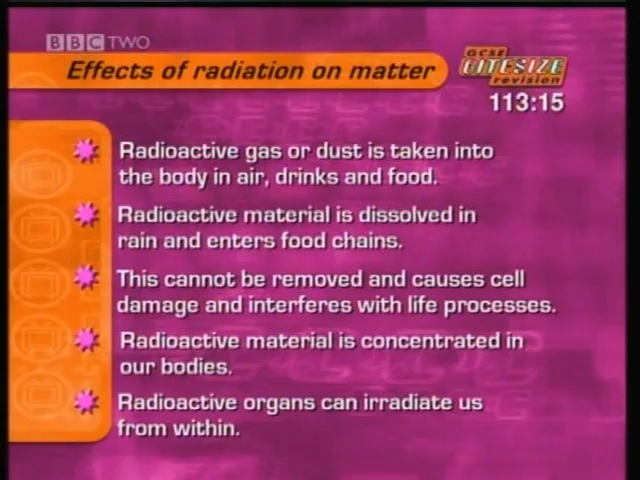 BBC TWO
Effects of radiation on matter
GCSE
BITESIZE
revision
113:15
Radioactive gas or dust is taken into
the body in air, drinks and food.
Radioactive material is dissolved in
rain and enters food chains.
This cannot be removed and causes cell
damage and interferes with life processes.
Radioactive material is concentrated in
our bodies.
Radioactive organs can irradiate us
from within.